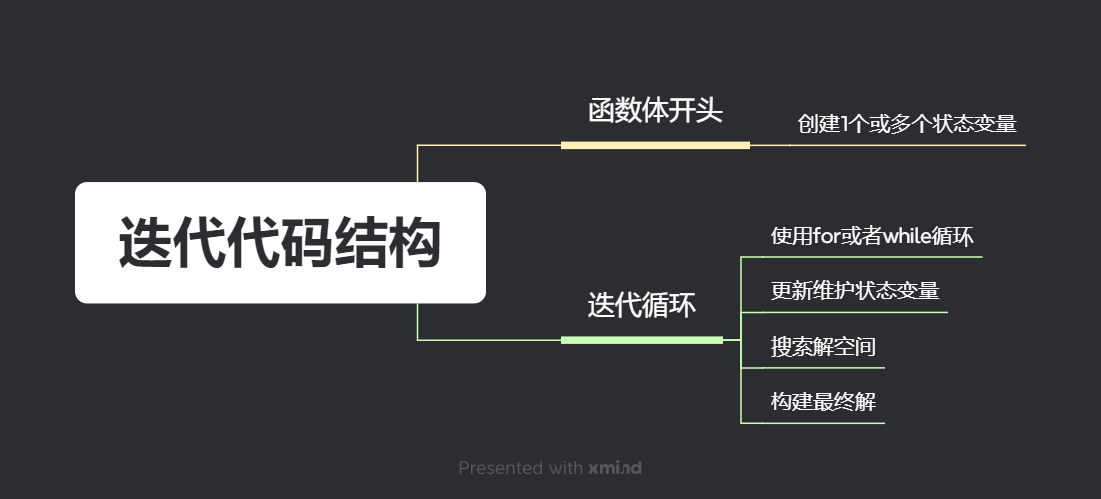 迭代代码结构
函数体开头
创建1个或多个状态变量
迭代循环
使用for或者while循环
更新维护状态变量
搜索解空间
构建最终解
Presented with xmind